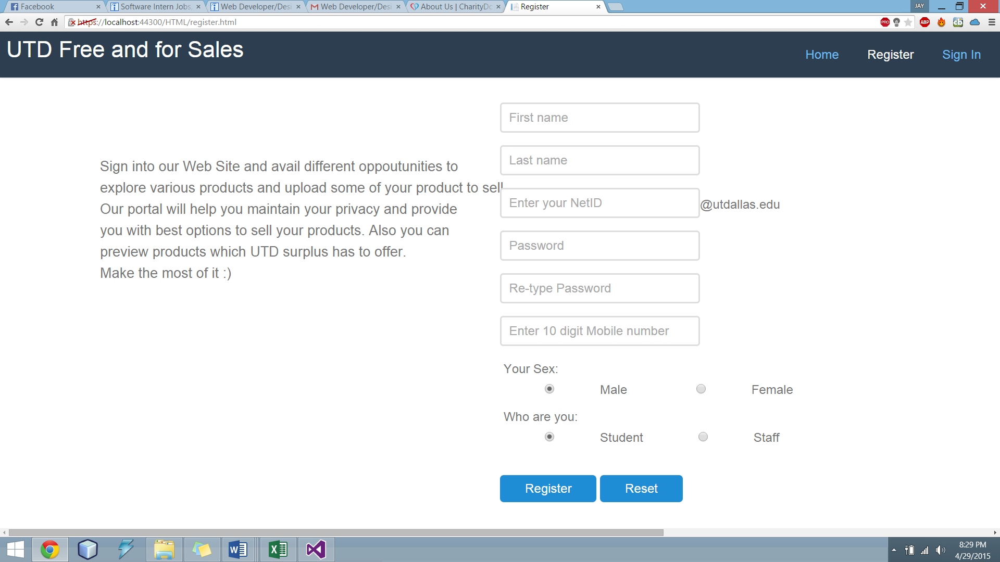 Facebook
Software Intern Jobs,
Web Developer/Desi
Web Developer/Desi
About Us | CharityDo
Register
JAY
https://localhost:44300/HTML/register.html
PRO
ABP
cb
UTD Free and for Sales
Home
Register
Sign In
First name
Last name
Sign into our Web Site and avail different oppoutunities to
explore various products and upload some of your product to sell
Our portal will help you maintain your privacy and provide
you with best options to sell your products. Also you can
preview products which UTD surplus has to offer.
Make the most of it :)
Enter your NetID
@utdallas.edu
Password
Re-type Password
Enter 10 digit Mobile number
Your Sex:
Male
Female
Who are you:
Student
Staff
Register
Reset
8:29 PM
4/29/2015